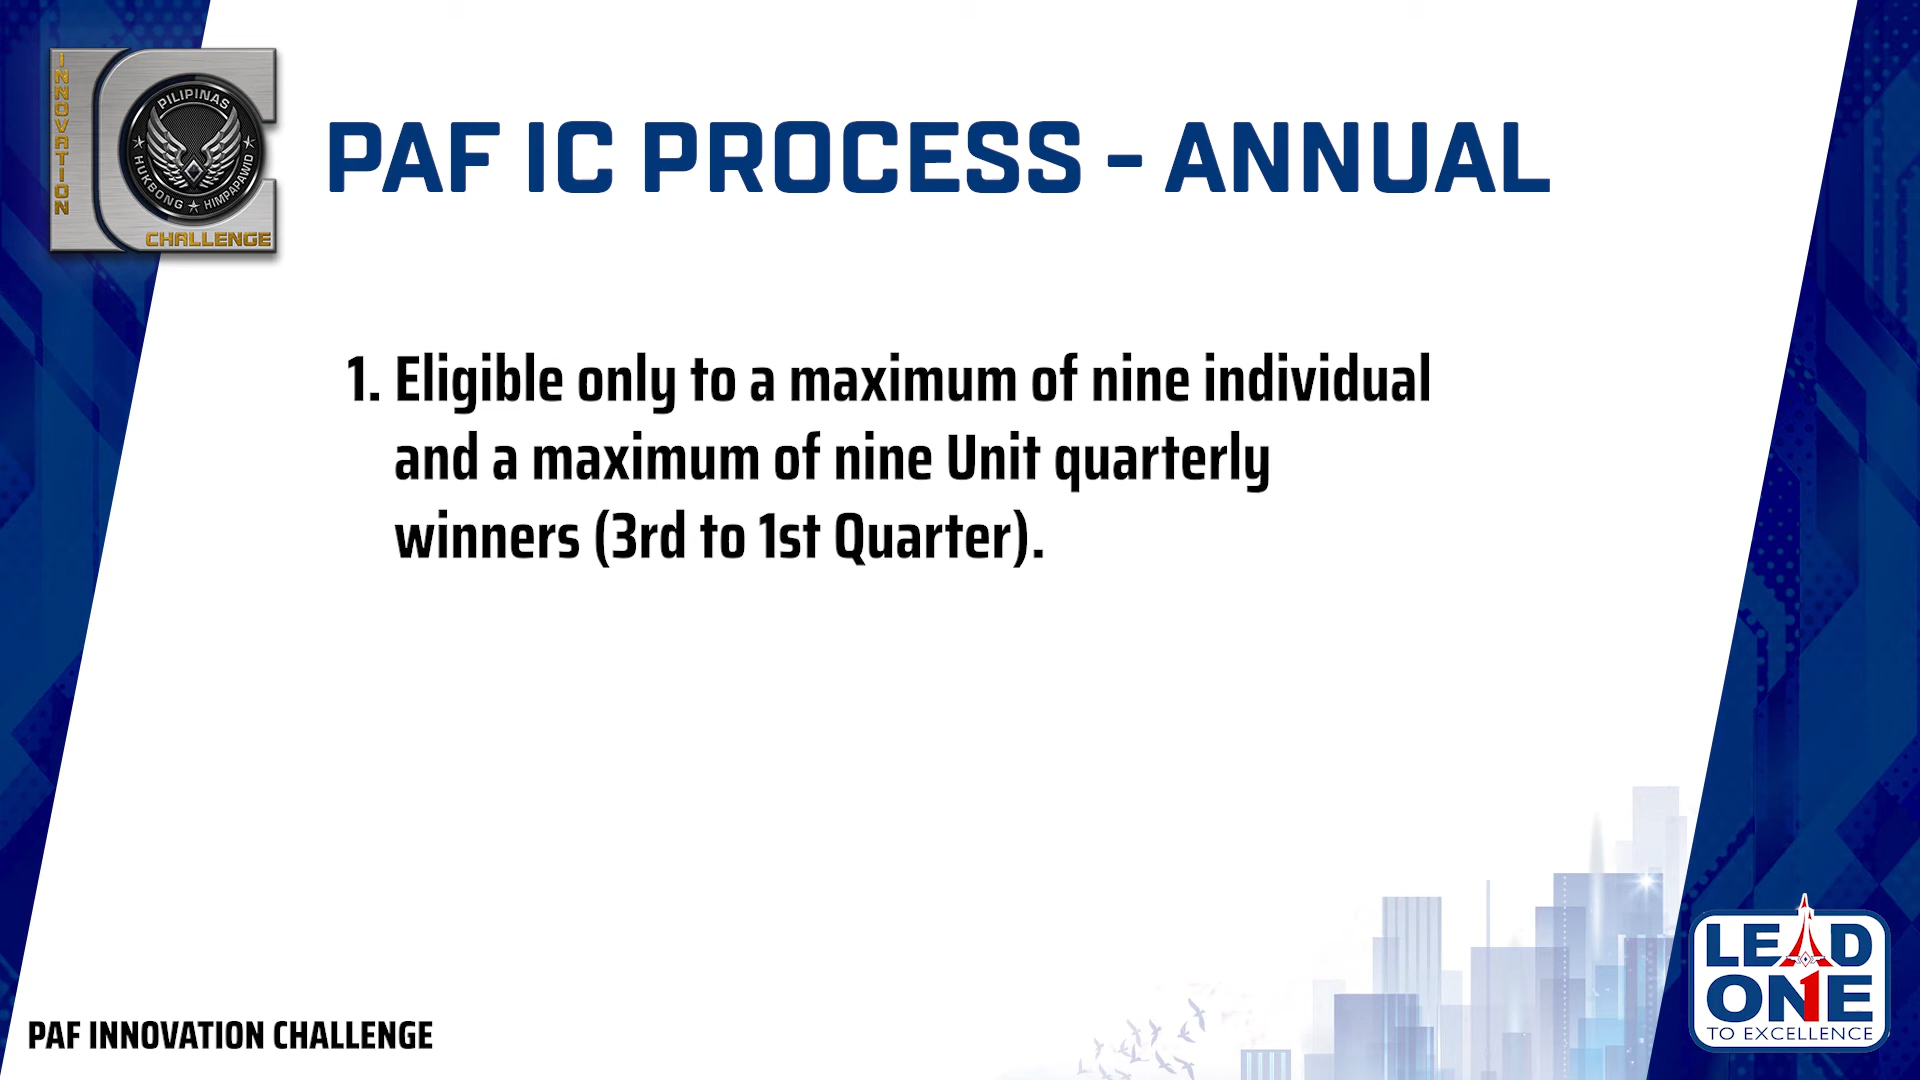 INNOVATION
PILIPINAS
HUKBONG ★ HIMPAPAWID
CHALLENGE
PAF IC PROCESS – ANNUAL
1. Eligible only to a maximum of nine individual
and a maximum of nine Unit quarterly
winners (3rd to 1st Quarter).
PAF INNOVATION CHALLENGE
LEAD
ONE
TO EXCELLENCE